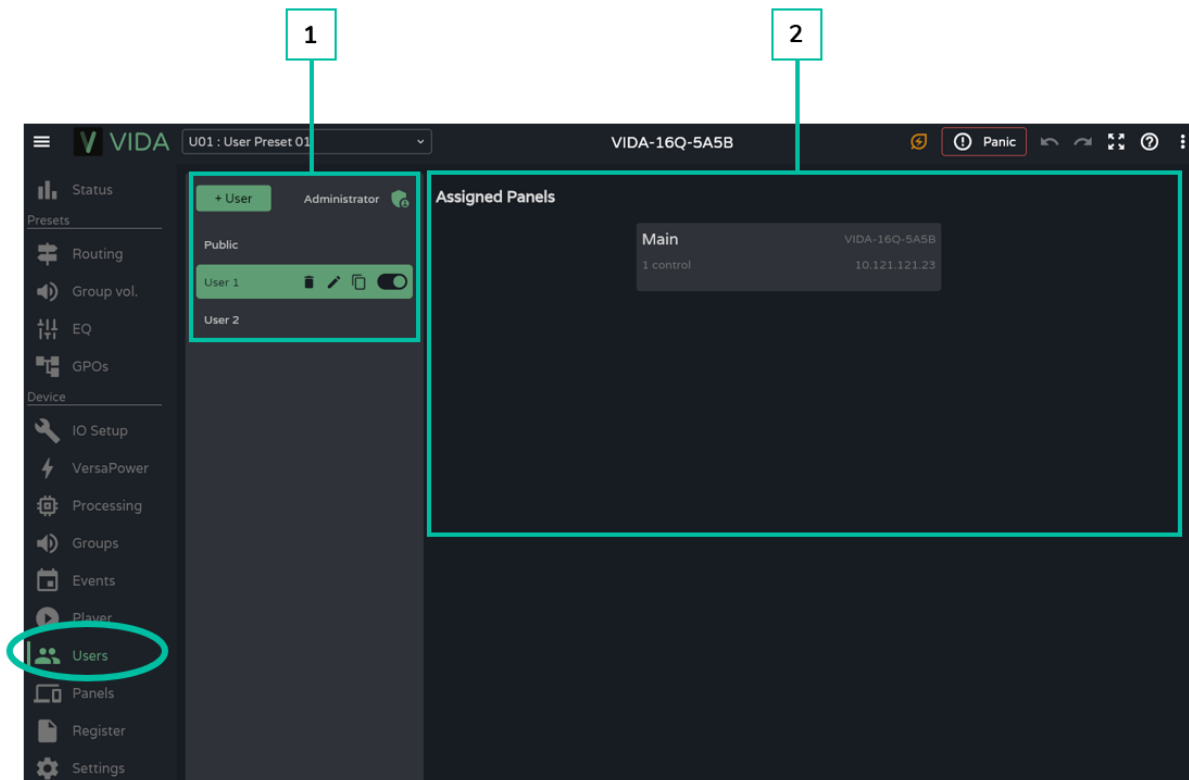 1
2
VIDA
U01 : User Preset 01
VIDA-16Q-5A5B
Panic
Status
Presets
Routing
Group vol.
EQ
GPOs
Device
IO Setup
VersaPower
Processing
Groups
Events
Player
Users
Panels
Register
Settings
+ User
Administrator
Public
User 1
User 2
Assigned Panels
Main
VIDA-16Q-5A5B
1 control
10.121.121.23